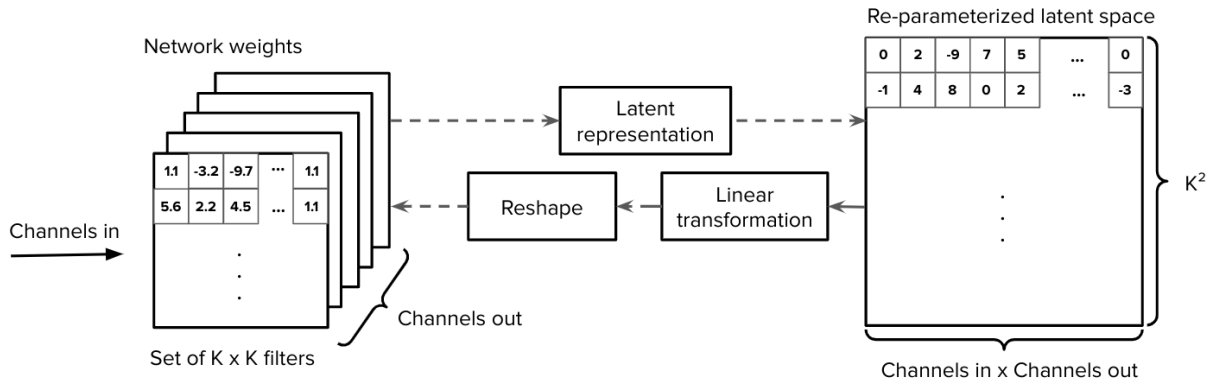 Network weights
1.1 -3.2 -9.7 ... 1.1
5.6 2.2 4.5 ... 1.1
Channels in
Channels out
Set of K x K filters
Latent
representation
Reshape
Linear
transformation
Re-parameterized latent space
0 2 -9 7 5 ... 0
-1 4 8 0 2 ... -3
K²
Channels in x Channels out